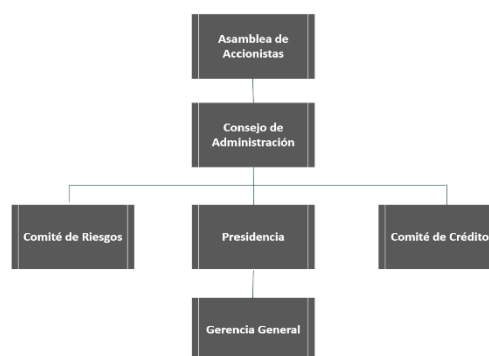 Asamblea de
Accionistas
Consejo de
Administración
Comité de Riesgos
Presidencia
Comité de Crédito
Gerencia General